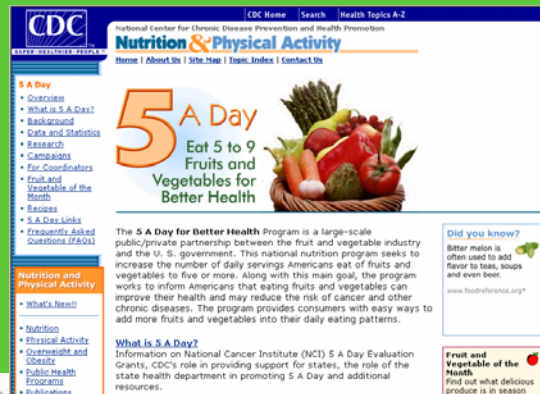 CDC Home
Search
Health Topics A-Z
CDC
SAFER·HEALTHIER·PEOPLE™
National Center for Chronic Disease Prevention and Health Promotion
Nutrition & Physical Activity
Home | About Us | Site Map | Topic Index | Contact Us
5 A Day
• Overview
• What is 5 A Day?
• Background
• Data and Statistics
• Research
• Campaigns
• For Coordinators
• Fruit and
Vegetable of the
Month
• Recipes
• 5 A Day Links
• Frequently Asked
Questions (FAQs)
Nutrition and
Physical Activity
• What's New!!
• Nutrition
• Physical Activity
• Overweight and
Obesity
• Public Health
Programs
• Publications
5 A Day
Eat 5 to 9
Fruits and
Vegetables for
Better Health
The 5 A Day for Better Health Program is a large-scale
public/private partnership between the fruit and vegetable industry
and the U. S. government. This national nutrition program seeks to
increase the number of daily servings Americans eat of fruits and
vegetables to five or more. Along with this main goal, the program
works to inform Americans that eating fruits and vegetables can
improve their health and may reduce the risk of cancer and other
chronic diseases. The program provides consumers with easy ways to
add more fruits and vegetables into their daily eating patterns.
What is 5 A Day?
Information on National Cancer Institute (NCI) 5 A Day Evaluation
Grants, CDC's role in providing support for states, the role of the
state health department in promoting 5 A Day and additional
resources.
Did you know?
Bitter melon is
often used to add
flavor to teas, soups
and even beer.
www.foodreference.org*
Fruit and
Vegetable of the
Month
Find out what delicious
produce is in season